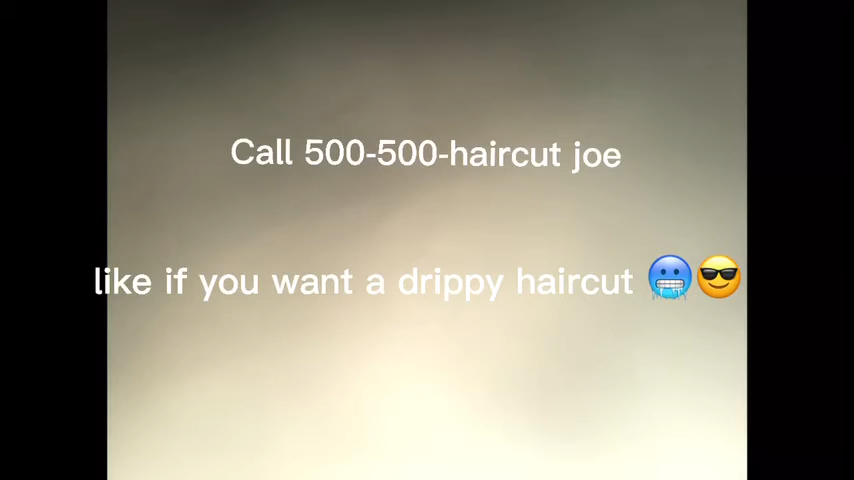 Call 500-500-haircut joe
like if you want a drippy haircut 🥶😎